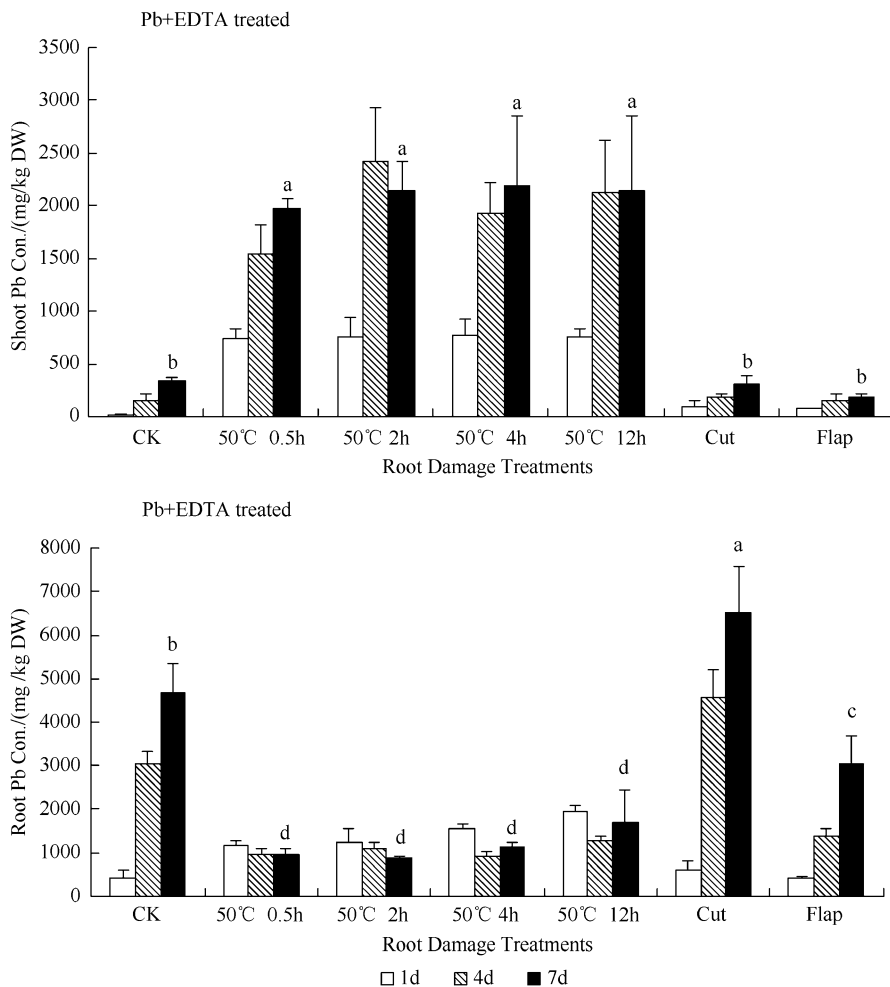 Pb+EDTA treated
Shoot Pb Con./(mg/kg DW)
3500
3000
2500
2000
1500
1000
500
0
b
a
a
a
a
b
b
CK
50℃ 0.5h
50℃ 2h
50℃ 4h
50℃ 12h
Cut
Flap
Root Damage Treatments
Pb+EDTA treated
Root Pb Con./(mg /kg DW)
8000
7000
6000
5000
4000
3000
2000
1000
0
b
d
d
d
d
a
c
CK
50℃ 0.5h
50℃ 2h
50℃ 4h
50℃ 12h
Cut
Flap
Root Damage Treatments
1d
4d
7d